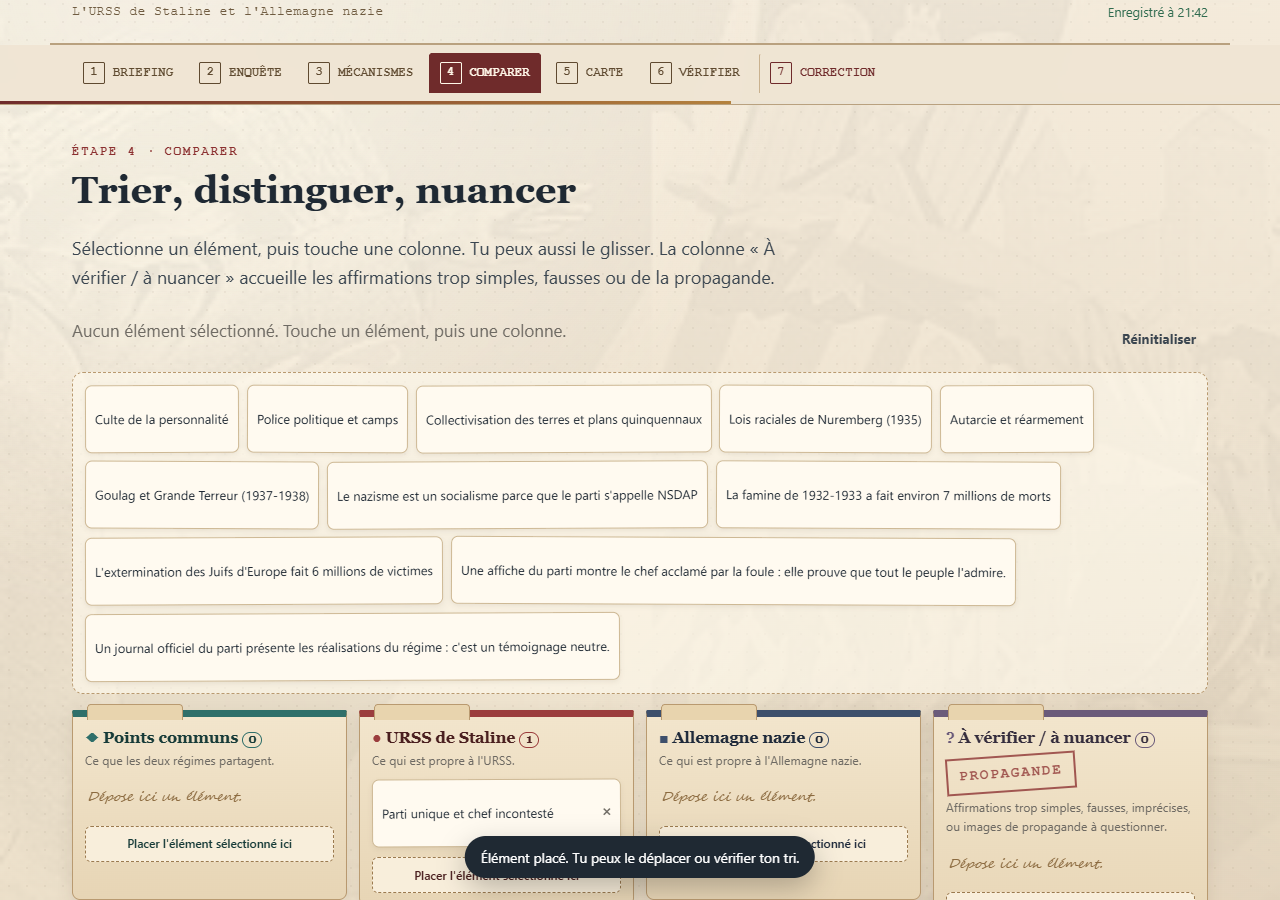 L'URSS de Staline et l'Allemagne nazie
Enregistré à 21:42
1 BRIEFING 2 ENQUÊTE 3 MÉCANISMES 4 COMPARER 5 CARTE 6 VÉRIFIER 7 CORRECTION
ÉTAPE 4 · COMPARER
Trier, distinguer, nuancer
Sélectionne un élément, puis touche une colonne. Tu peux aussi le glisser. La colonne « À
vérifier / à nuancer » accueille les affirmations trop simples, fausses ou de la propagande.
Aucun élément sélectionné. Touche un élément, puis une colonne.
Réinitialiser
Culte de la personnalité
Police politique et camps
Collectivisation des terres et plans quinquennaux
Lois raciales de Nuremberg (1935)
Autarcie et réarmement
Goulag et Grande Terreur (1937-1938)
Le nazisme est un socialisme parce que le parti s'appelle NSDAP
La famine de 1932-1933 a fait environ 7 millions de morts
L'extermination des Juifs d'Europe fait 6 millions de victimes
Une affiche du parti montre le chef acclamé par la foule : elle prouve que tout le peuple l'admire.
Un journal officiel du parti présente les réalisations du régime : c'est un témoignage neutre.
◆ Points communs 0
Ce que les deux régimes partagent.
Dépose ici un élément.
Placer l'élément sélectionné ici
● URSS de Staline 1
Ce qui est propre à l'URSS.
Parti unique et chef incontesté ×
Placer l'élément sélectionné ici
■ Allemagne nazie 0
Ce qui est propre à l'Allemagne nazie.
Dépose ici un élément.
ctionné ici
? À vérifier / à nuancer 0
PROPAGANDE
Affirmations trop simples, fausses, imprécises,
ou images de propagande à questionner.
Dépose ici un élément.
Élément placé. Tu peux le déplacer ou vérifier ton tri.